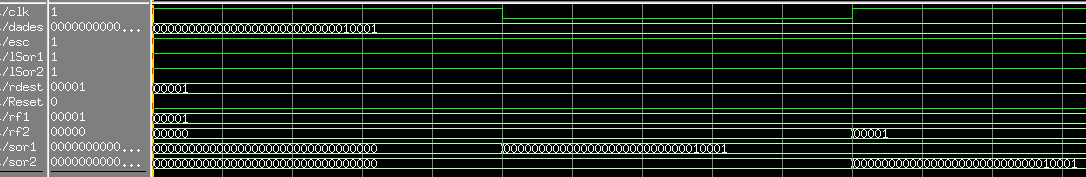 ./clk 1
./dades 0000000000... 00000000000000000000000000010001
./esc 1
./lSor1 1
./lSor2 1
./rdest 00001 00001
./Reset 0
./rf1 00001 00001
./rf2 00000 00000 00001
./sor1 0000000000... 00000000000000000000000000000000 00000000000000000000000000010001
./sor2 0000000000... 00000000000000000000000000000000 00000000000000000000000000010001